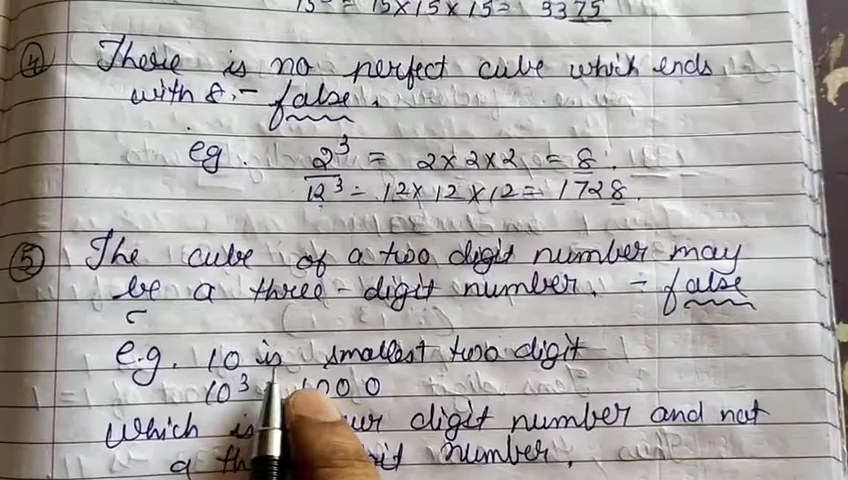 15³ = 15×15×15= 3375
④ There is no perfect cube which ends
with 8. - false.
eg. 2³ = 2×2×2 = 8.
12³ = 12×12×12= 1728.
⑤ The cube of a two digit number may
be a three-digit number. - false
e.g. 10 is smallest two digit
10³ 1000
which is digit number and not
a number.